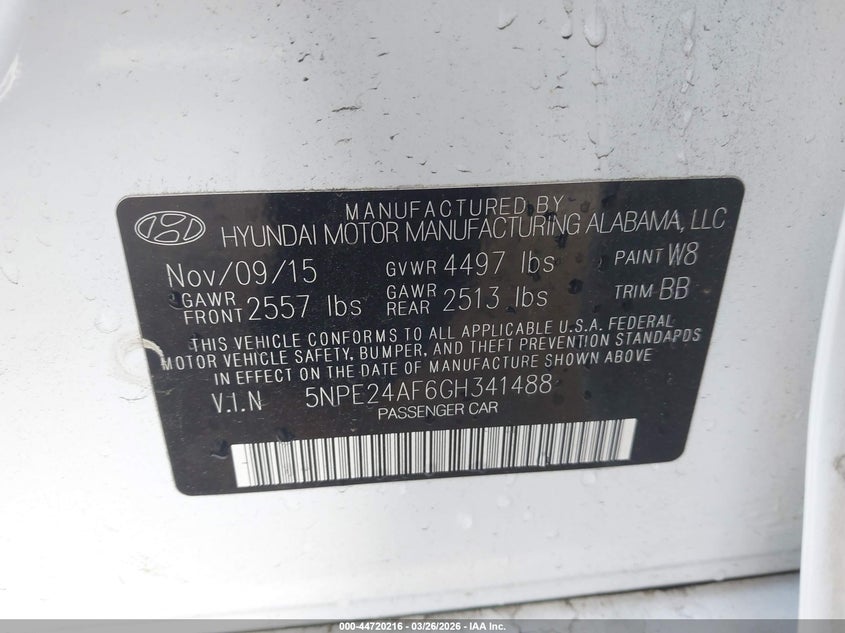 MANUFACTURED BY
HYUNDAI MOTOR MANUFACTURING ALABAMA, LLC
Nov/09/15 GVWR 4497 lbs PAINT W8
GAWR FRONT 2557 lbs GAWR REAR 2513 lbs TRIM BB
THIS VEHICLE CONFORMS TO ALL APPLICABLE U.S.A. FEDERAL
MOTOR VEHICLE SAFETY, BUMPER, AND THEFT PREVENTION STANDARDS
IN EFFECT ON THE DATE OF MANUFACTURE SHOWN ABOVE
V.I.N 5NPE24AF6GH341488
PASSENGER CAR
000-44720216 - 03/26/2026 - IAA Inc.